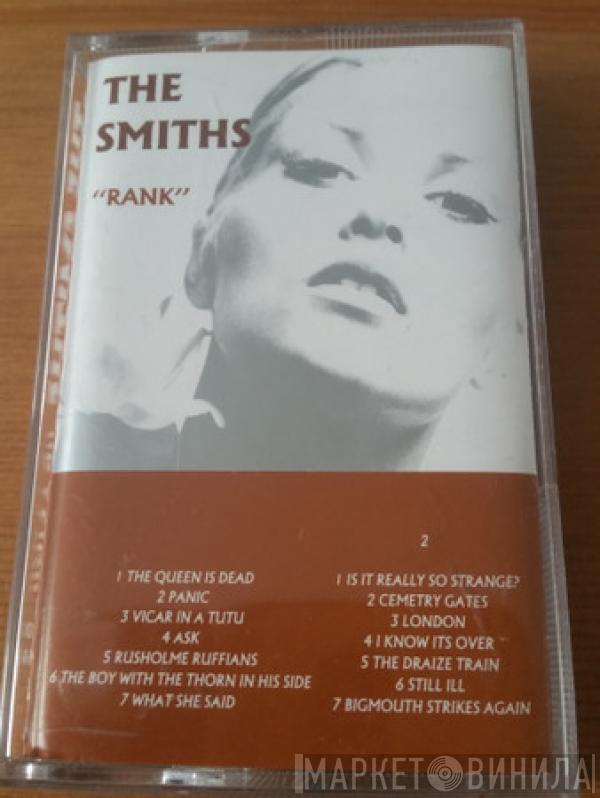 THE
SMITHS
"RANK"
1 THE QUEEN IS DEAD
2 PANIC
3 VICAR IN A TUTU
4 ASK
5 RUSHOLME RUFFIANS
6 THE BOY WITH THE THORN IN HIS SIDE
7 WHAT SHE SAID
2
1 IS IT REALLY SO STRANGE?
2 CEMETRY GATES
3 LONDON
4 I KNOW ITS OVER
5 THE DRAIZE TRAIN
6 STILL ILL
7 BIGMOUTH STRIKES AGAIN
МАРКЕТ ВИНИЛА